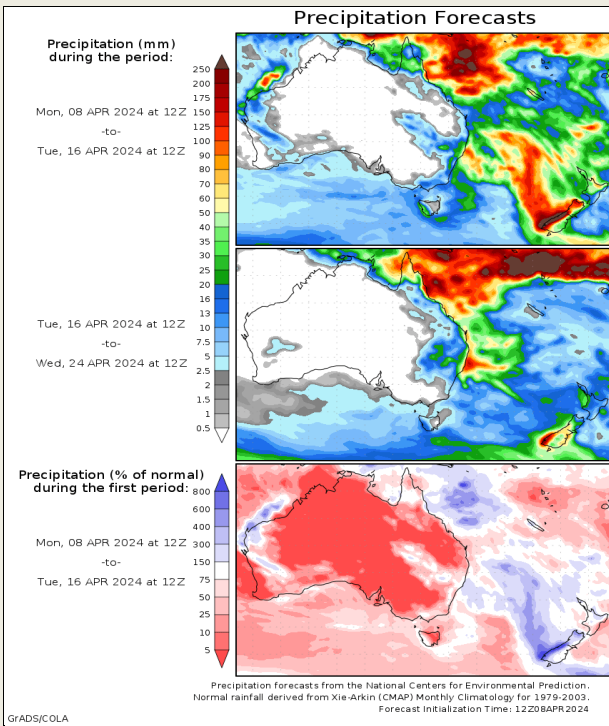 Precipitation Forecasts
Precipitation (mm)
during the period:
Mon, 08 APR 2024 at 12Z
-to-
Tue, 16 APR 2024 at 12Z
250
200
175
150
125
100
90
80
70
60
50
40
35
30
25
20
16
13
10
7.5
5
2.5
2
1.5
1
0.5
Tue, 16 APR 2024 at 12Z
-to-
Wed, 24 APR 2024 at 12Z
Precipitation (% of normal)
during the first period:
Mon, 08 APR 2024 at 12Z
-to-
Tue, 16 APR 2024 at 12Z
800
600
400
300
150
75
50
25
10
5
Precipitation forecasts from the National Centers for Environmental Prediction.
Normal rainfall derived from Xie-Arkin (CMAP) Monthly Climatology for 1979-2003.
Forecast Initialization Time: 12Z08APR2024
GrADS/COLA